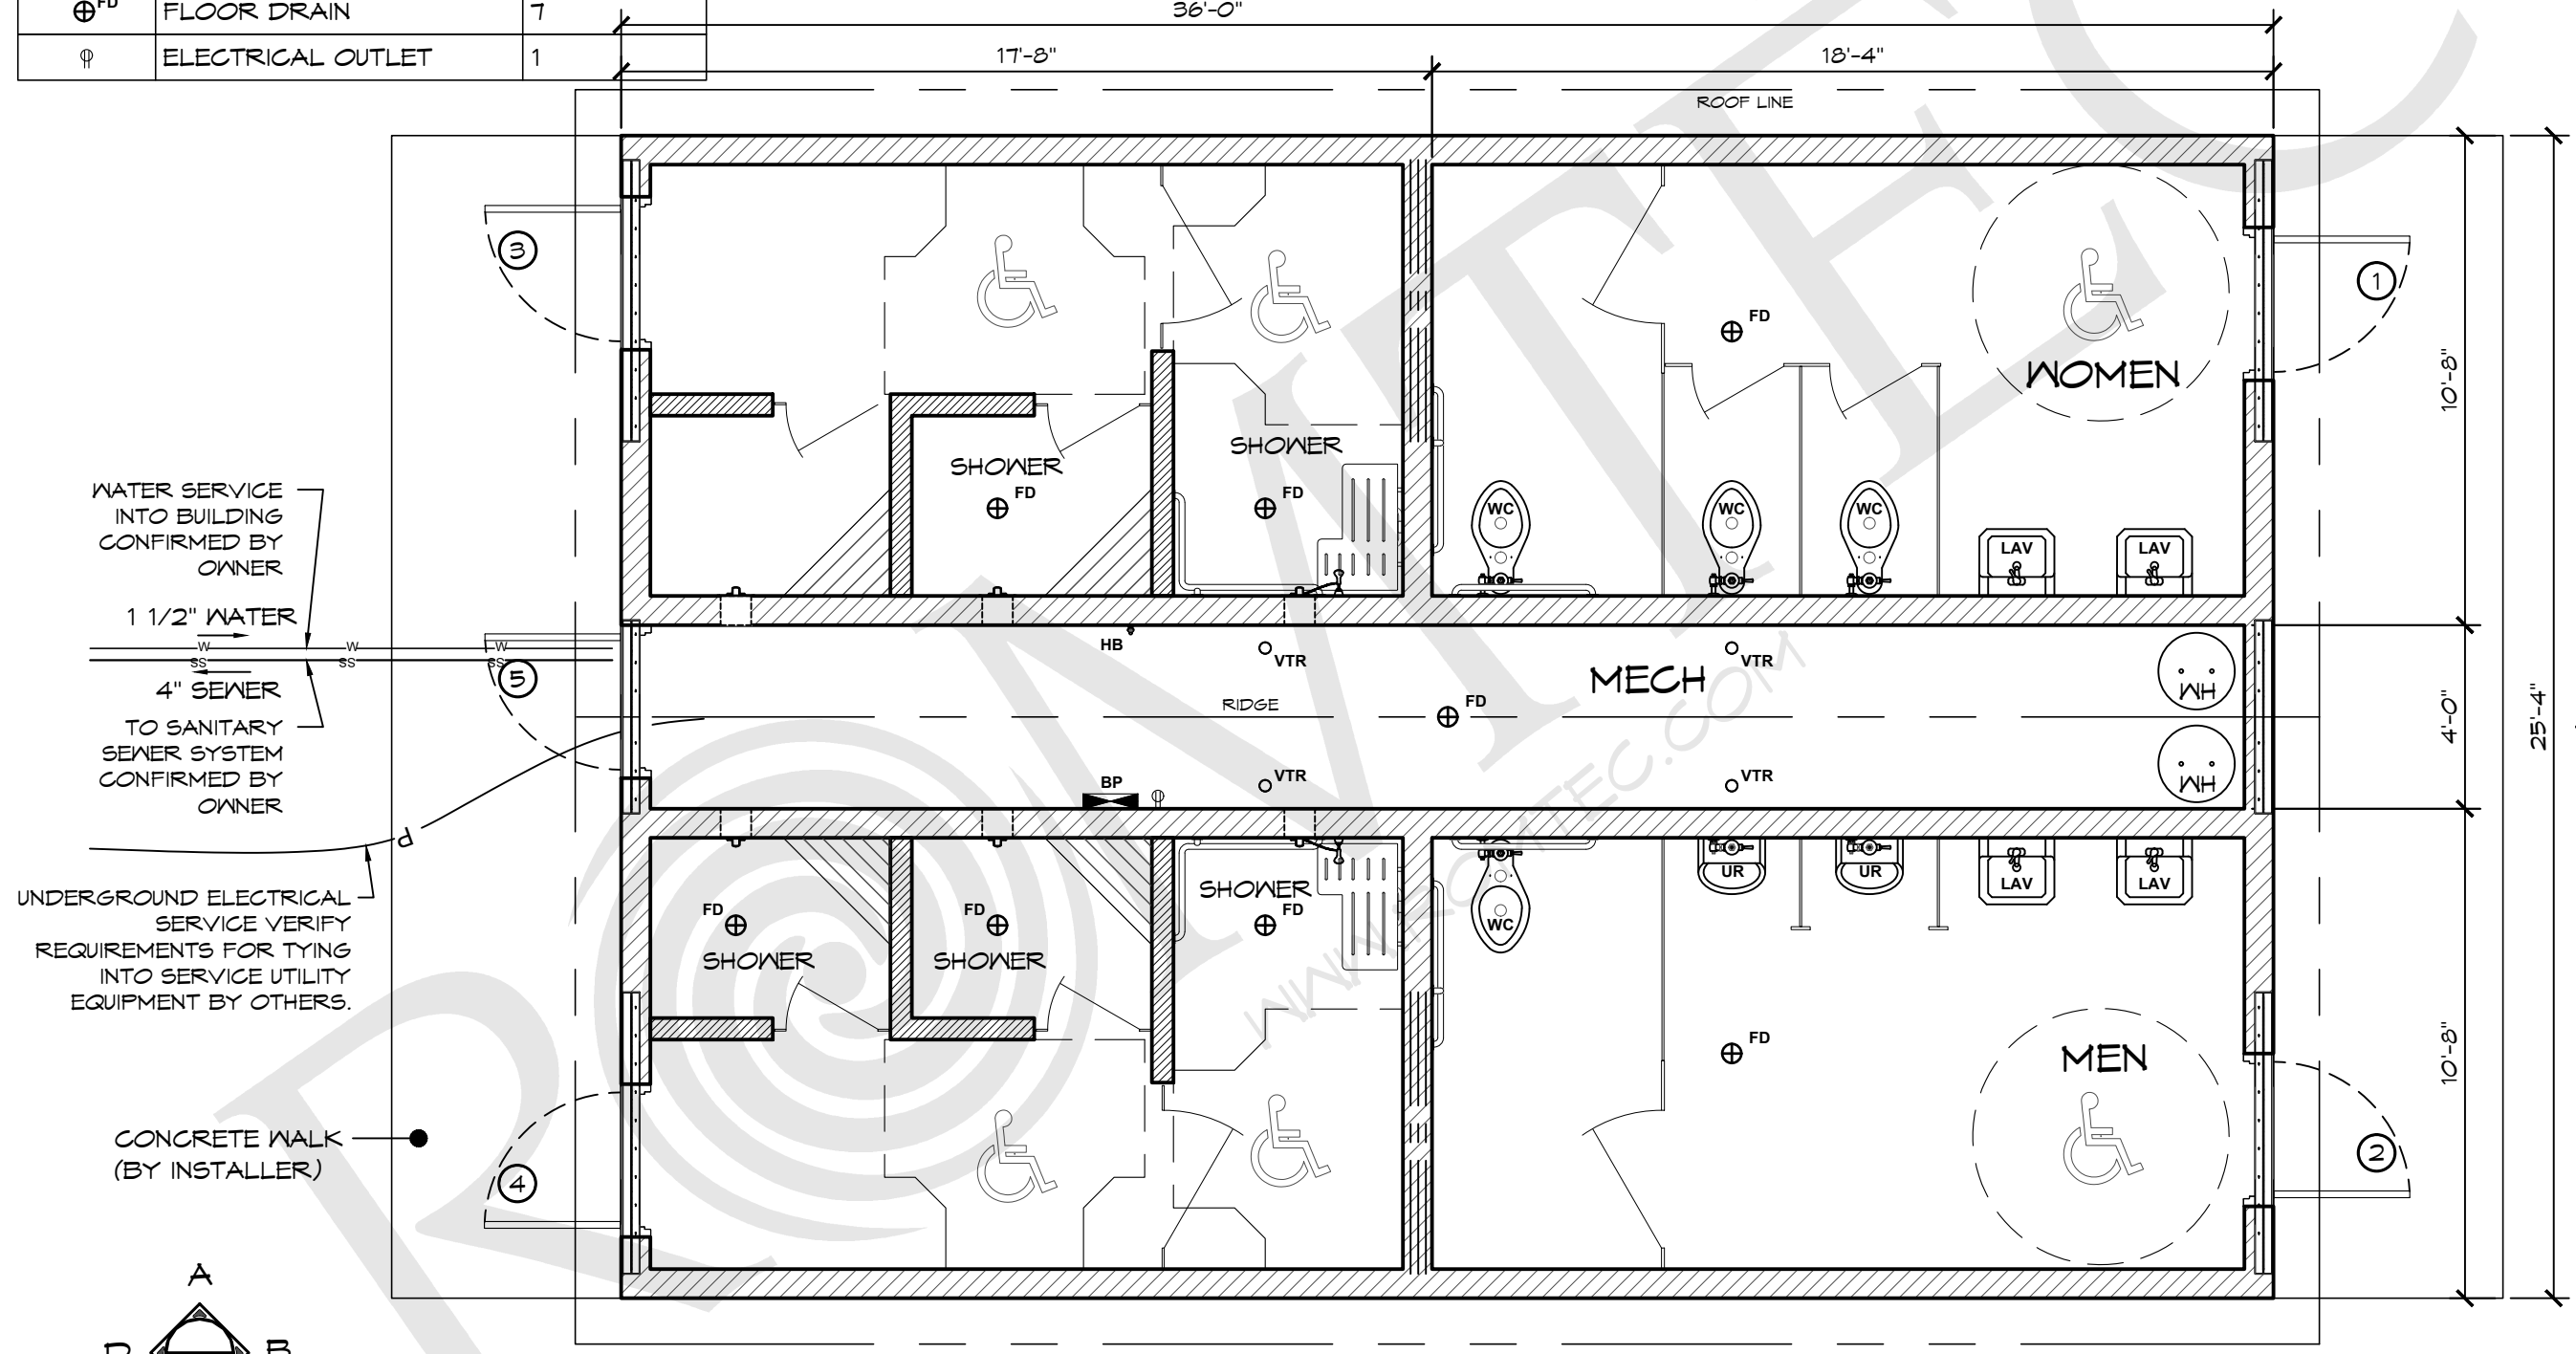 FD
FLOOR DRAIN
7
ELECTRICAL OUTLET
1
36'-0"
17'-8"
18'-4"
ROOF LINE
3
1
FD
WOMEN
10'-8"
SHOWER
SHOWER
FD
FD
WC
WC
WC
LAV
LAV
WATER SERVICE
INTO BUILDING
CONFIRMED BY
OWNER
1 1/2" WATER
W
W
W
SS
SS
SS
4" SEWER
TO SANITARY
SEWER SYSTEM
CONFIRMED BY
OWNER
5
HB
VTR
MECH
VTR
WH
RIDGE
FD
4'-0"
25'-4"
BP
VTR
VTR
WH
P
UNDERGROUND ELECTRICAL
SERVICE VERIFY
REQUIREMENTS FOR TYING
INTO SERVICE UTILITY
EQUIPMENT BY OTHERS.
UR
UR
LAV
LAV
WC
SHOWER
FD
FD
FD
SHOWER
SHOWER
FD
MEN
10'-8"
CONCRETE WALK
(BY INSTALLER)
4
2
A
B
ROMTEC
WWW.ROMTEC.COM